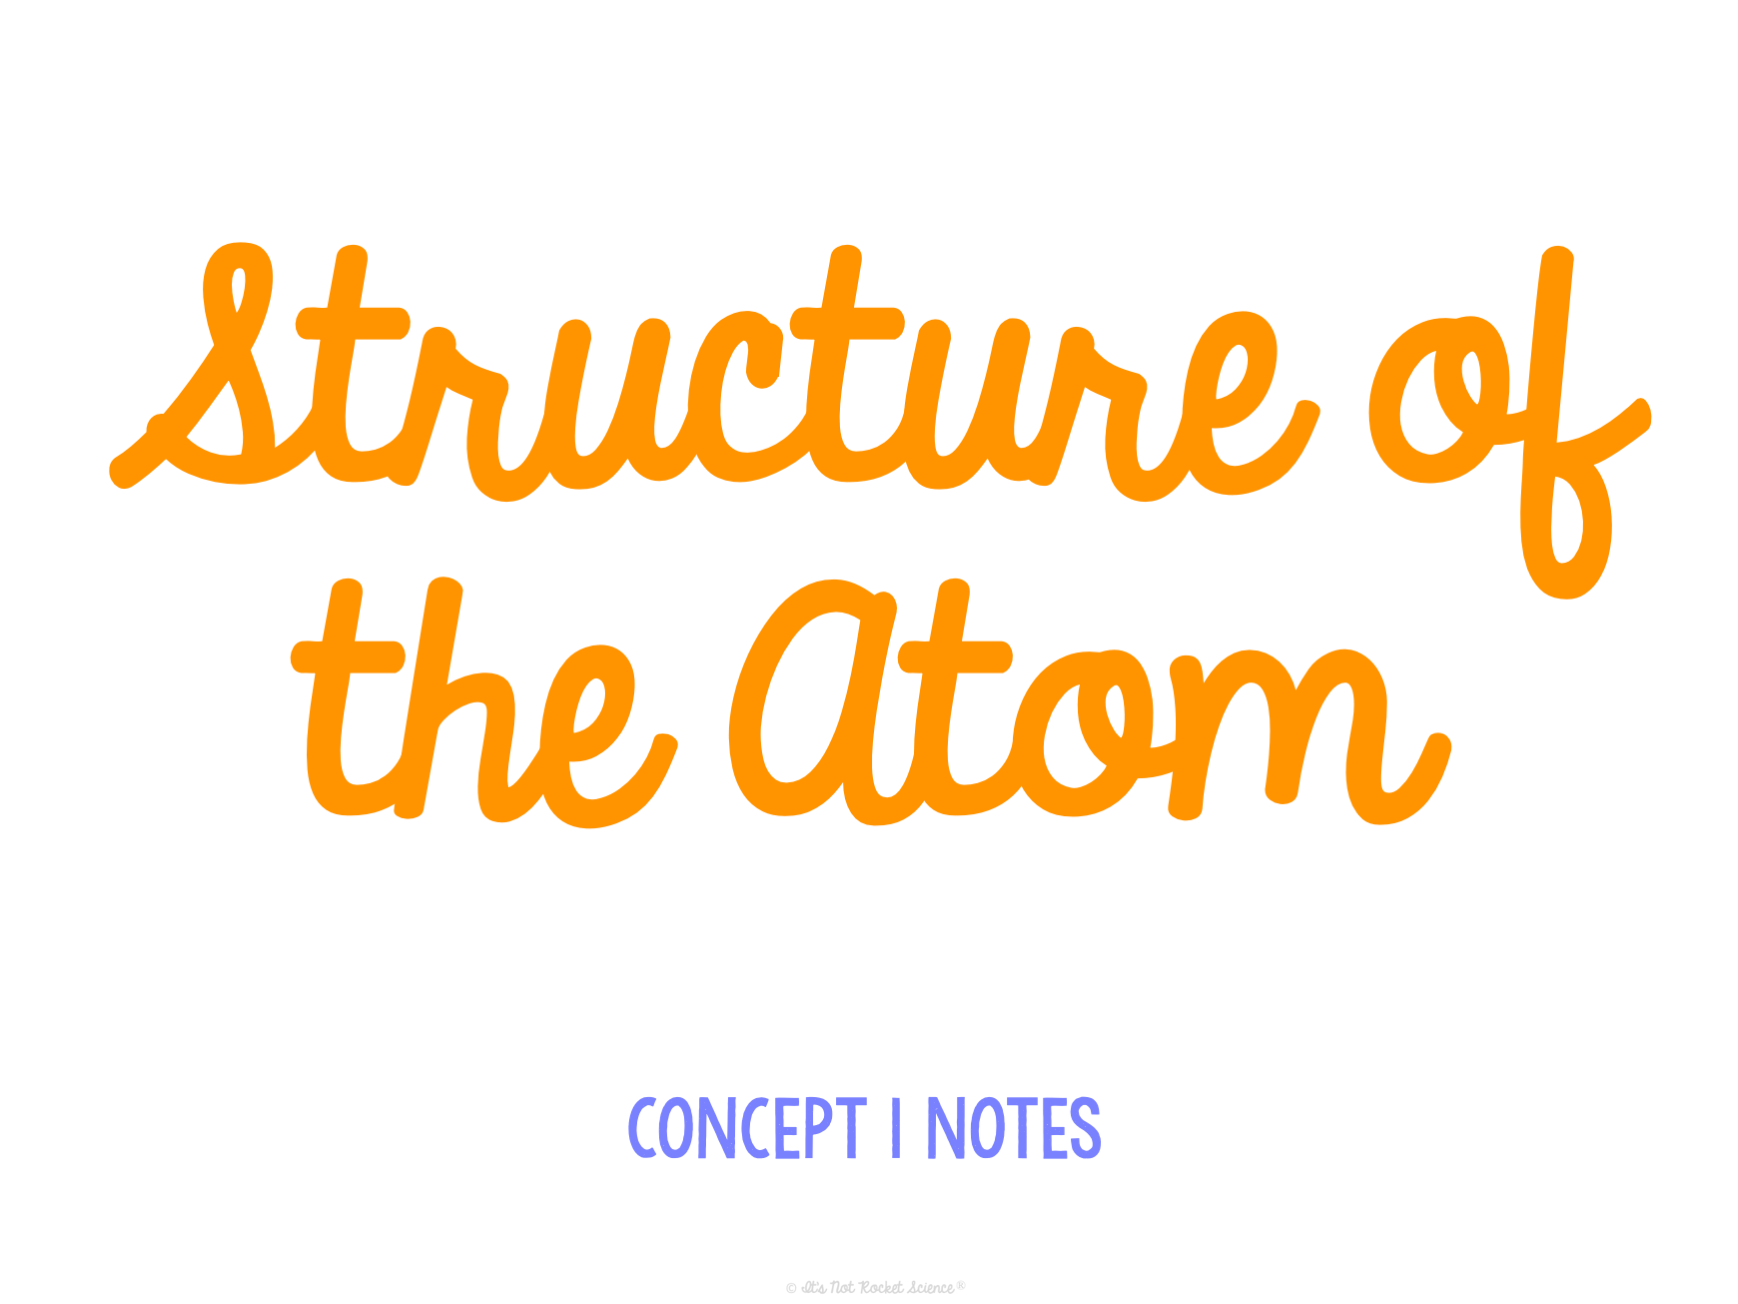 Structure of
the Atom
CONCEPT 1 NOTES
© It's Not Rocket Science®